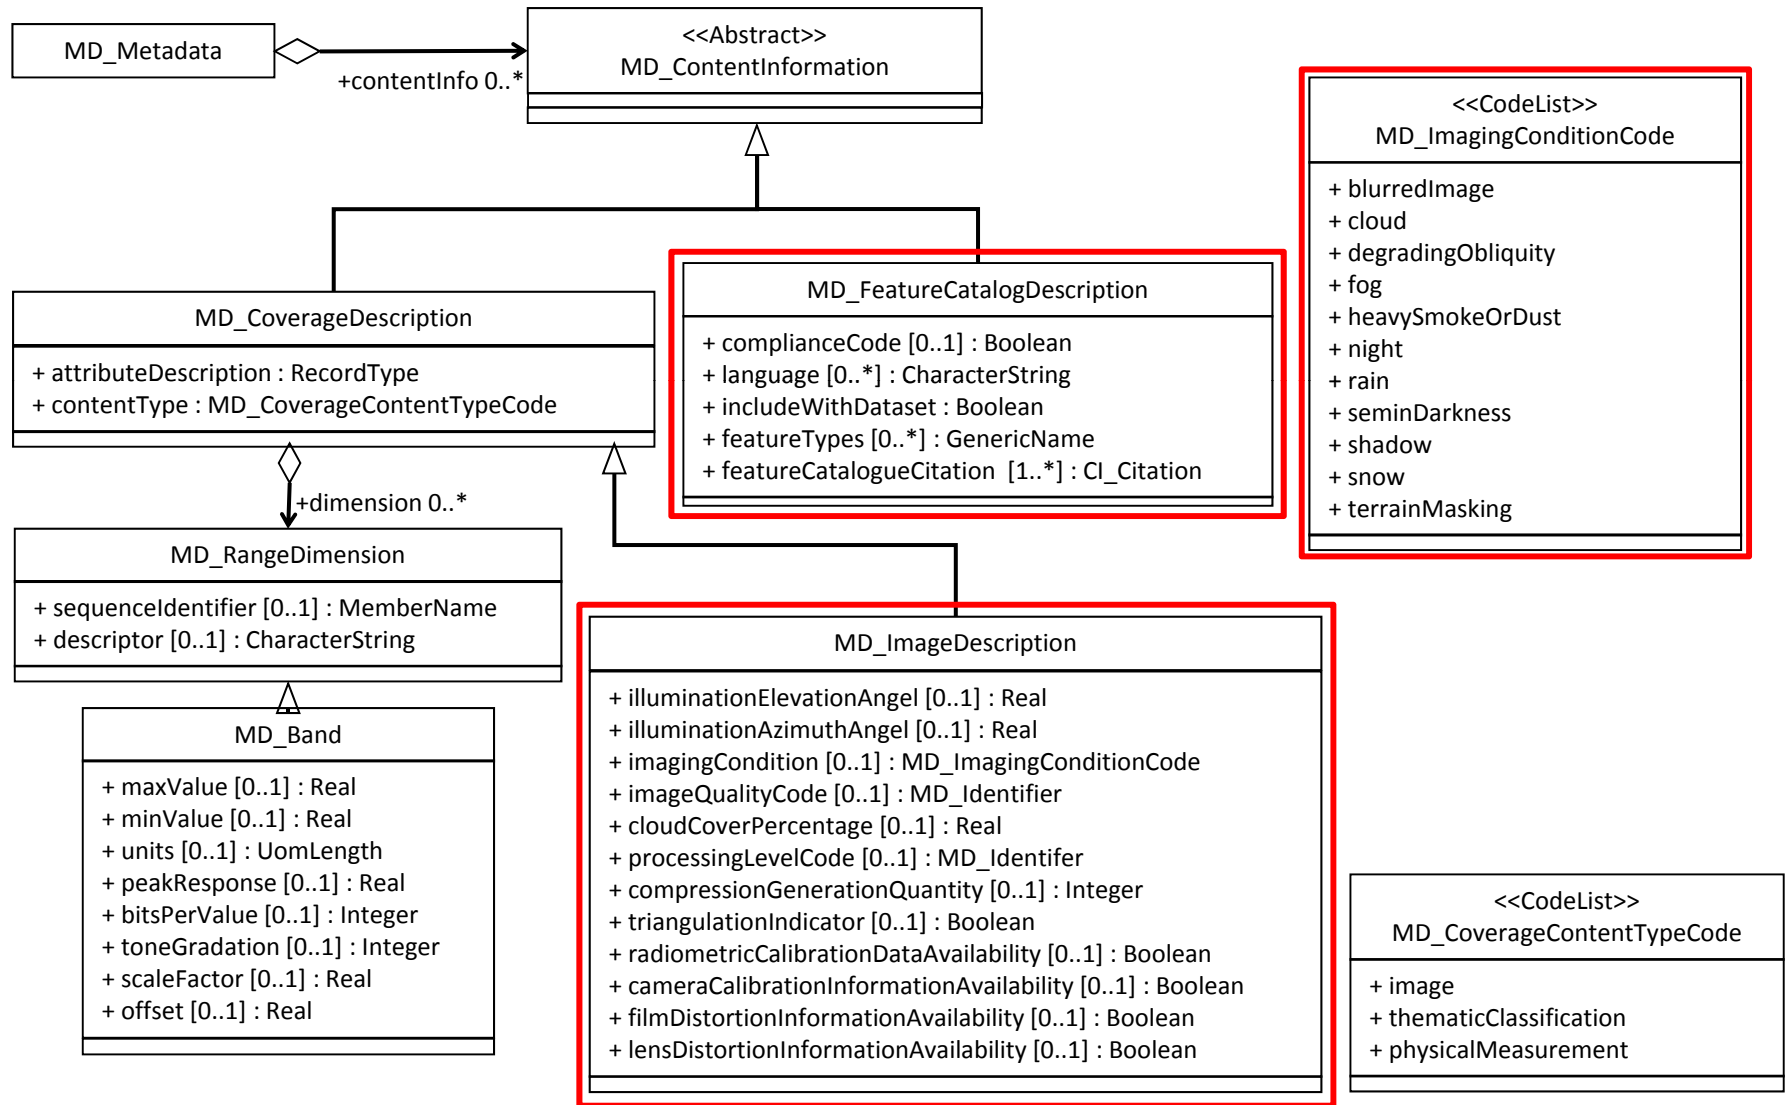 MD_Metadata
+contentInfo 0..*
<<Abstract>>
MD_ContentInformation
<<CodeList>>
MD_ImagingConditionCode
+ blurredImage
+ cloud
+ degradingObliquity
+ fog
+ heavySmokeOrDust
+ night
+ rain
+ seminDarkness
+ shadow
+ snow
+ terrainMasking
MD_CoverageDescription
+ attributeDescription : RecordType
+ contentType : MD_CoverageContentTypeCode
MD_FeatureCatalogDescription
+ complianceCode [0..1] : Boolean
+ language [0..*] : CharacterString
+ includeWithDataset : Boolean
+ featureTypes [0..*] : GenericName
+ featureCatalogueCitation [1..*] : CI_Citation
+dimension 0..*
MD_RangeDimension
+ sequenceIdentifier [0..1] : MemberName
+ descriptor [0..1] : CharacterString
MD_Band
+ maxValue [0..1] : Real
+ minValue [0..1] : Real
+ units [0..1] : UomLength
+ peakResponse [0..1] : Real
+ bitsPerValue [0..1] : Integer
+ toneGradation [0..1] : Integer
+ scaleFactor [0..1] : Real
+ offset [0..1] : Real
MD_ImageDescription
+ illuminationElevationAngel [0..1] : Real
+ illuminationAzimuthAngel [0..1] : Real
+ imagingCondition [0..1] : MD_ImagingConditionCode
+ imageQualityCode [0..1] : MD_Identifier
+ cloudCoverPercentage [0..1] : Real
+ processingLevelCode [0..1] : MD_Identifer
+ compressionGenerationQuantity [0..1] : Integer
+ triangulationIndicator [0..1] : Boolean
+ radiometricCalibrationDataAvailability [0..1] : Boolean
+ cameraCalibrationInformationAvailability [0..1] : Boolean
+ filmDistortionInformationAvailability [0..1] : Boolean
+ lensDistortionInformationAvailability [0..1] : Boolean
<<CodeList>>
MD_CoverageContentTypeCode
+ image
+ thematicClassification
+ physicalMeasurement